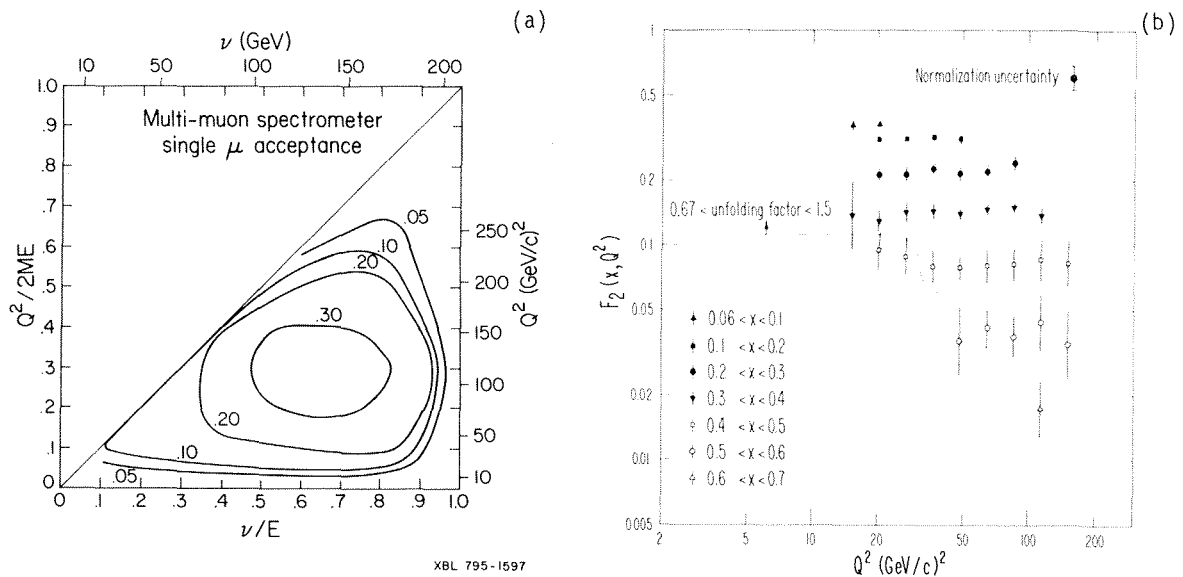 (a)
ν (GeV)
10 50 100 150 200
1.0
.9
.8
.7
.6
.5
.4
.3
.2
.1
0
Q²/2ME
Multi-muon spectrometer
single μ acceptance
.05
.10
.20
.30
.20
.10
.05
250
200
150
100
50
10
Q² (GeV/c)²
0 .1 .2 .3 .4 .5 .6 .7 .8 .9 1.0
ν/E
XBL 795-1597
(b)
1
0.5
0.2
0.1
0.05
0.02
0.01
0.005
F₂ (x, Q²)
Normalization uncertainty
0.67 < unfolding factor < 1.5
0.06 < x < 0.1
0.1 < x < 0.2
0.2 < x < 0.3
0.3 < x < 0.4
0.4 < x < 0.5
0.5 < x < 0.6
0.6 < x < 0.7
2 5 10 20 50 100 200
Q² (GeV/c)²